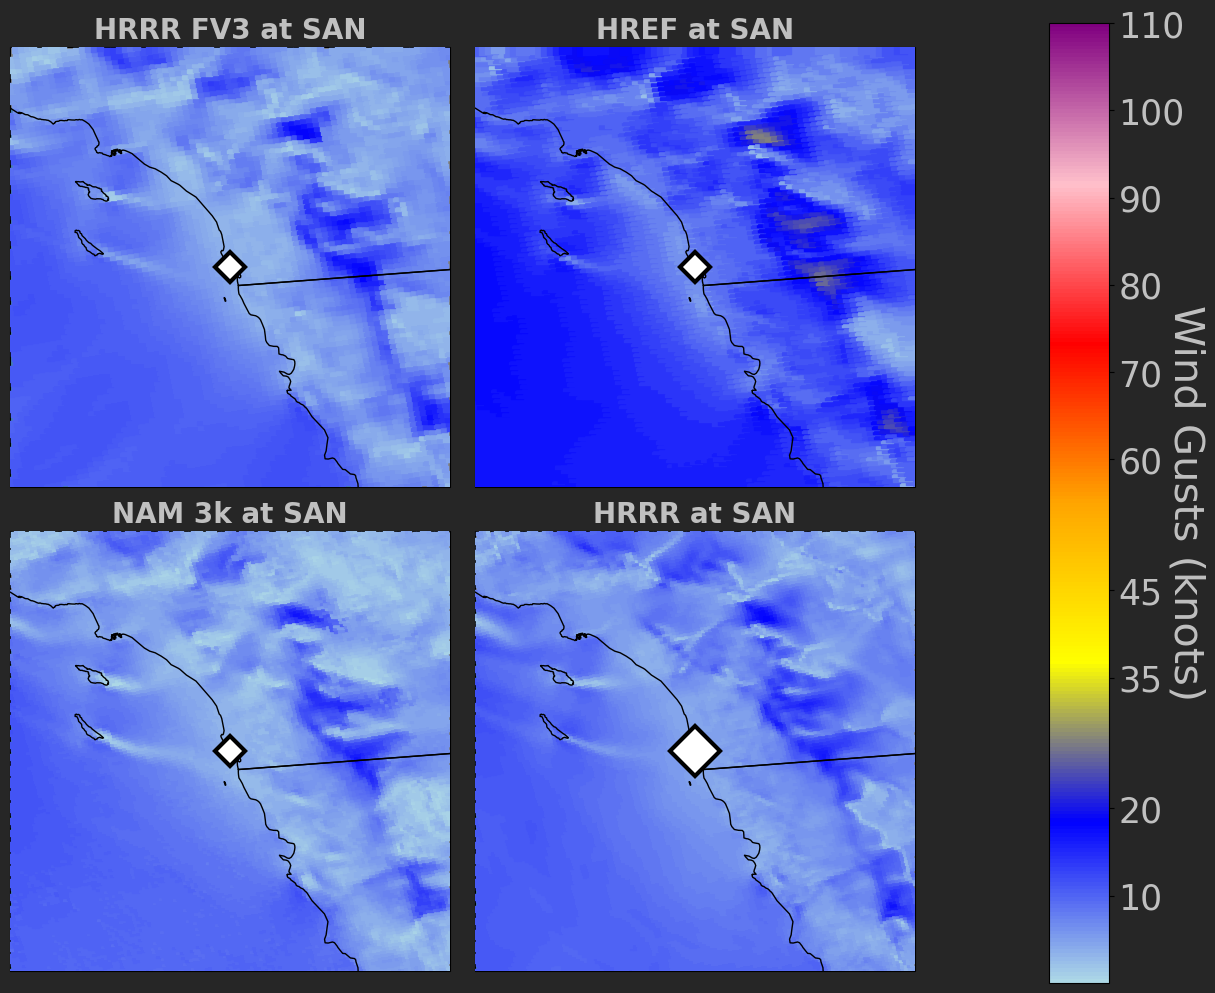 HRRR FV3 at SAN
HREF at SAN
NAM 3k at SAN
HRRR at SAN
110
100
90
80
70
60
45
35
20
10
Wind Gusts (knots)